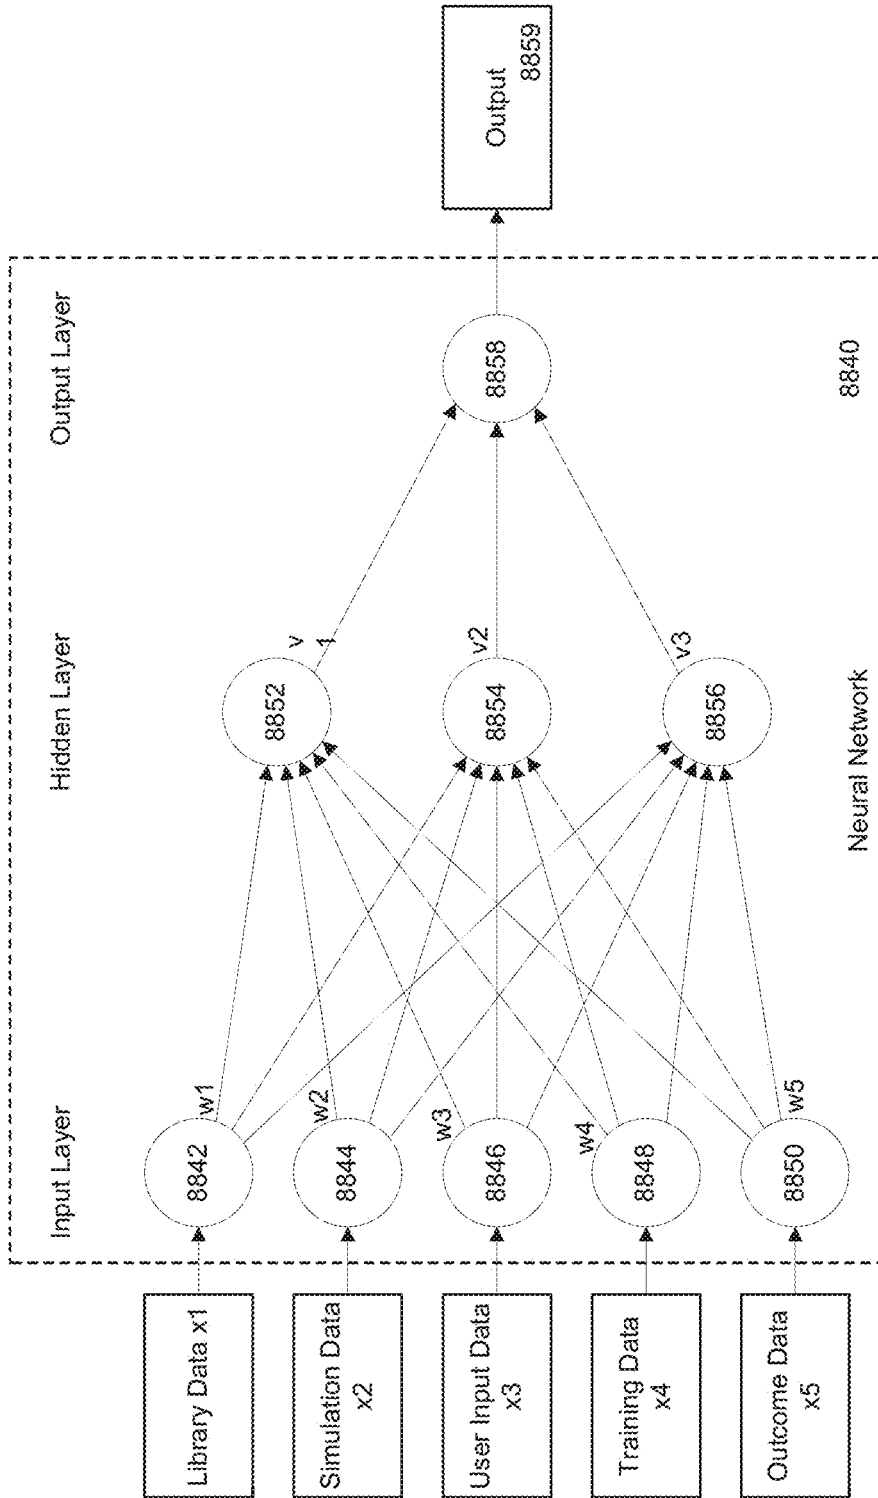 Input Layer
Hidden Layer
Output Layer
Library Data x1
8842
w1
8852
v
1
Simulation Data
x2
8844
w2
User Input Data
x3
8846
w3
8854
v2
8858
Output
8859
Training Data
x4
8848
w4
8856
v3
Outcome Data
x5
8850
w5
Neural Network
8840